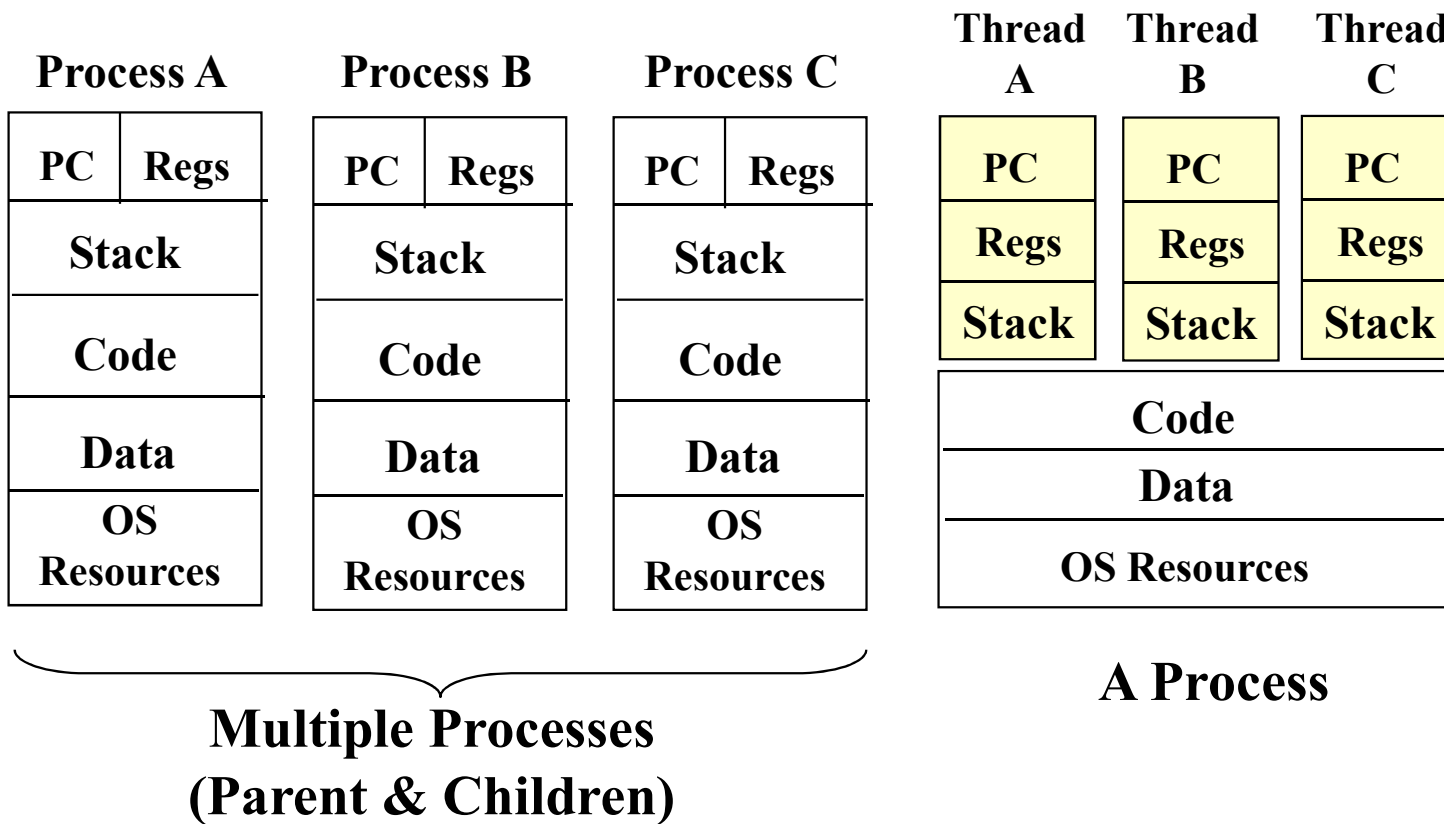 Process A
PC Regs
Stack
Code
Data
OS
Resources
Process B
PC Regs
Stack
Code
Data
OS
Resources
Process C
PC Regs
Stack
Code
Data
OS
Resources
Multiple Processes
(Parent & Children)
Thread
A
PC
Regs
Stack
Thread
B
PC
Regs
Stack
Thread
C
PC
Regs
Stack
Code
Data
OS Resources
A Process